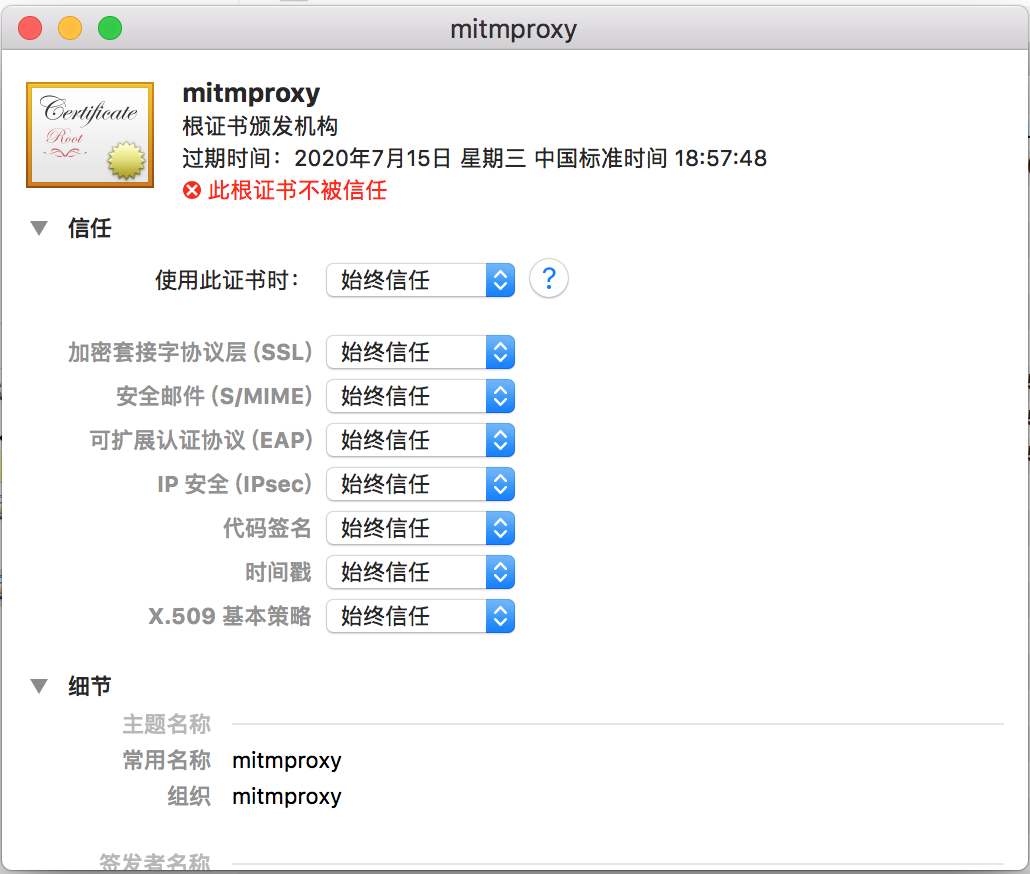 mitmproxy
Certificate
Root
mitmproxy
根证书颁发机构
过期时间：2020年7月15日 星期三 中国标准时间 18:57:48
此根证书不被信任
信任
使用此证书时： 始终信任 ?
加密套接字协议层 (SSL) 始终信任
安全邮件 (S/MIME) 始终信任
可扩展认证协议 (EAP) 始终信任
IP 安全 (IPsec) 始终信任
代码签名 始终信任
时间戳 始终信任
X.509 基本策略 始终信任
细节
主题名称
常用名称 mitmproxy
组织 mitmproxy
签发者名称